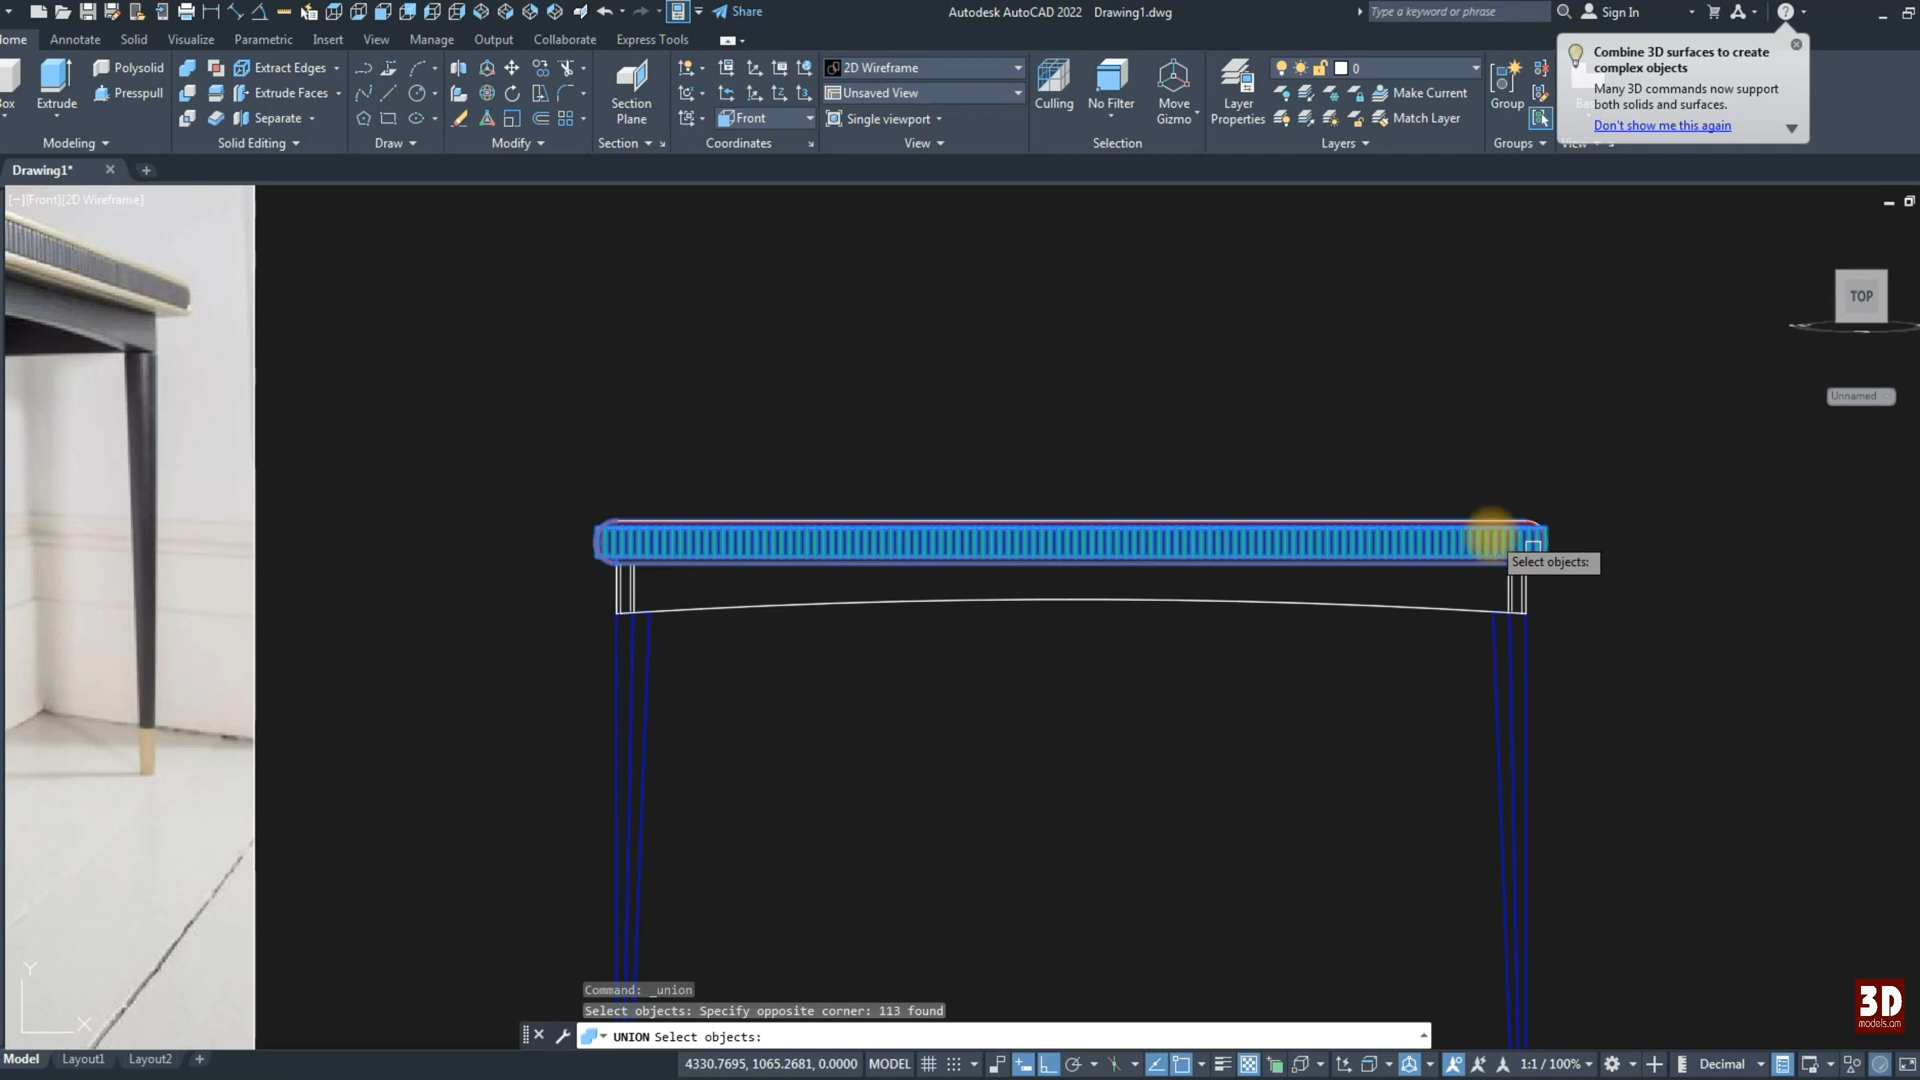 Share
Autodesk AutoCAD 2022 Drawing1.dwg
Type a keyword or phrase
Sign In
Home
Annotate
Solid
Visualize
Parametric
Insert
View
Manage
Output
Collaborate
Express Tools
Extrude
Polysolid
Presspull
Modeling
Extract Edges
Extrude Faces
Separate
Solid Editing
Draw
Modify
Section
Plane
Section
Front
Coordinates
2D Wireframe
Unsaved View
Single viewport
View
Culling
No Filter
Move
Gizmo
Selection
Layer
Properties
0
Make Current
Match Layer
Layers
Group
Groups
View
Combine 3D surfaces to create
complex objects
Many 3D commands now support
both solids and surfaces.
Don't show me this again
Drawing1*
[−][Front][2D Wireframe]
TOP
Unnamed
Select objects:
Y
X
Command: _union
Select objects: Specify opposite corner: 113 found
UNION Select objects:
3D
models.am
Model
Layout1
Layout2
4330.7695, 1065.2681, 0.0000
MODEL
1:1 / 100%
Decimal